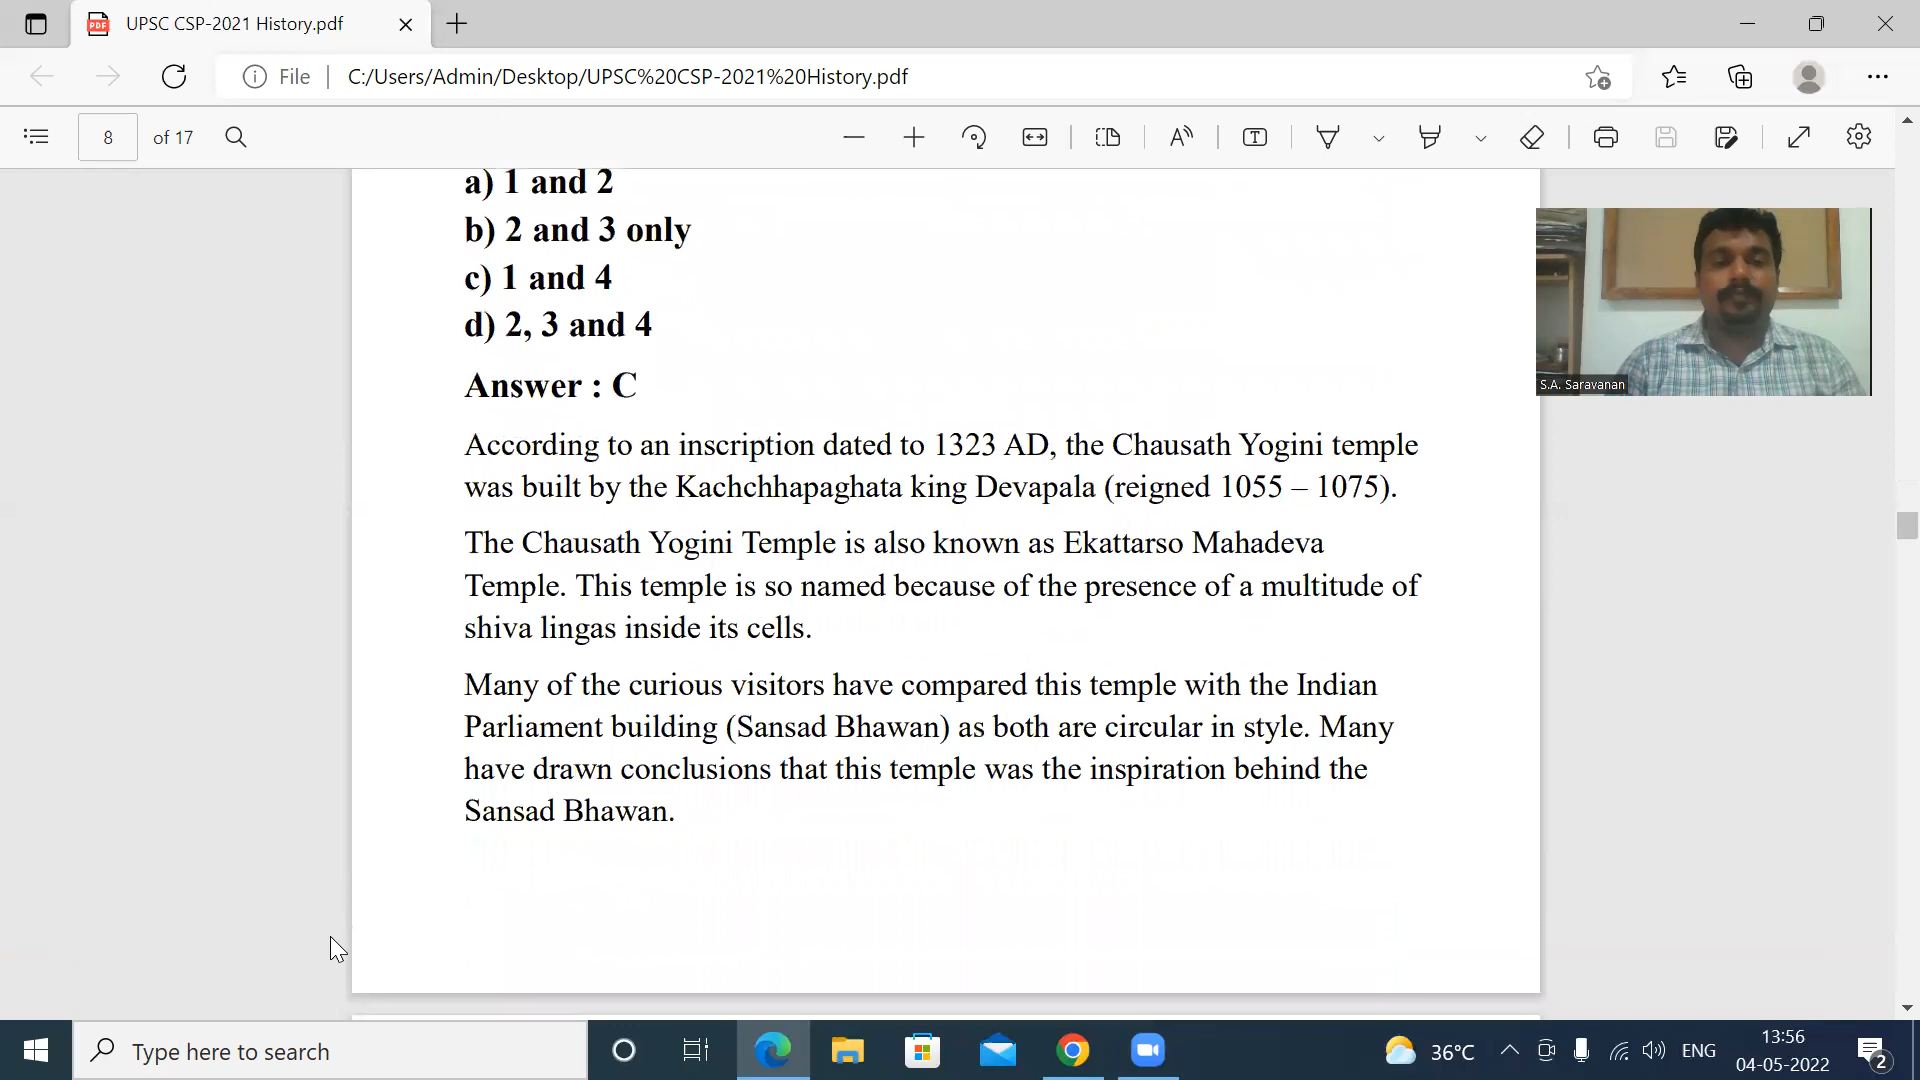 UPSC CSP-2021 History.pdf
File
C:/Users/Admin/Desktop/UPSC%20CSP-2021%20History.pdf
8 of 17
a) 1 and 2
b) 2 and 3 only
c) 1 and 4
d) 2, 3 and 4
Answer : C
According to an inscription dated to 1323 AD, the Chausath Yogini temple
was built by the Kachchhapaghata king Devapala (reigned 1055 – 1075).
The Chausath Yogini Temple is also known as Ekattarso Mahadeva
Temple. This temple is so named because of the presence of a multitude of
shiva lingas inside its cells.
Many of the curious visitors have compared this temple with the Indian
Parliament building (Sansad Bhawan) as both are circular in style. Many
have drawn conclusions that this temple was the inspiration behind the
Sansad Bhawan.
S.A. Saravanan
Type here to search
36°C
ENG
13:56
04-05-2022
2